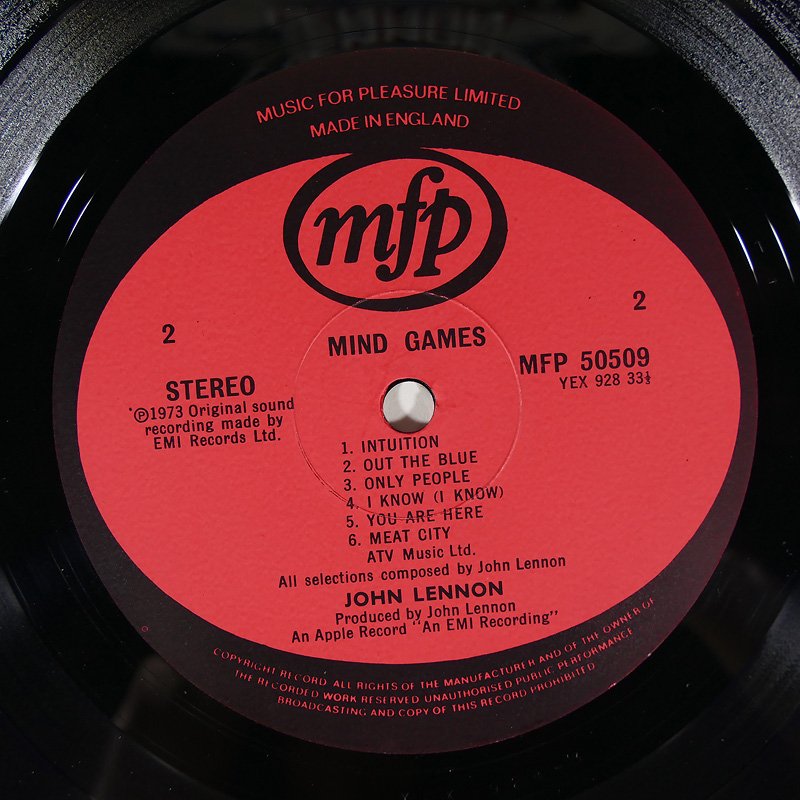 MUSIC FOR PLEASURE LIMITED
MADE IN ENGLAND
mfp
2
2
MIND GAMES
STEREO
MFP 50509
YEX 928 33⅓
℗1973 Original sound
recording made by
EMI Records Ltd.
1. INTUITION
2. OUT THE BLUE
3. ONLY PEOPLE
4. I KNOW (I KNOW)
5. YOU ARE HERE
6. MEAT CITY
ATV Music Ltd.
All selections composed by John Lennon
JOHN LENNON
Produced by John Lennon
An Apple Record "An EMI Recording"
COPYRIGHT RECORD ALL RIGHTS OF THE MANUFACTURER AND OF THE OWNER OF
THE RECORDED WORK RESERVED UNAUTHORISED PUBLIC PERFORMANCE
BROADCASTING AND COPY OF THIS RECORD PROHIBITED